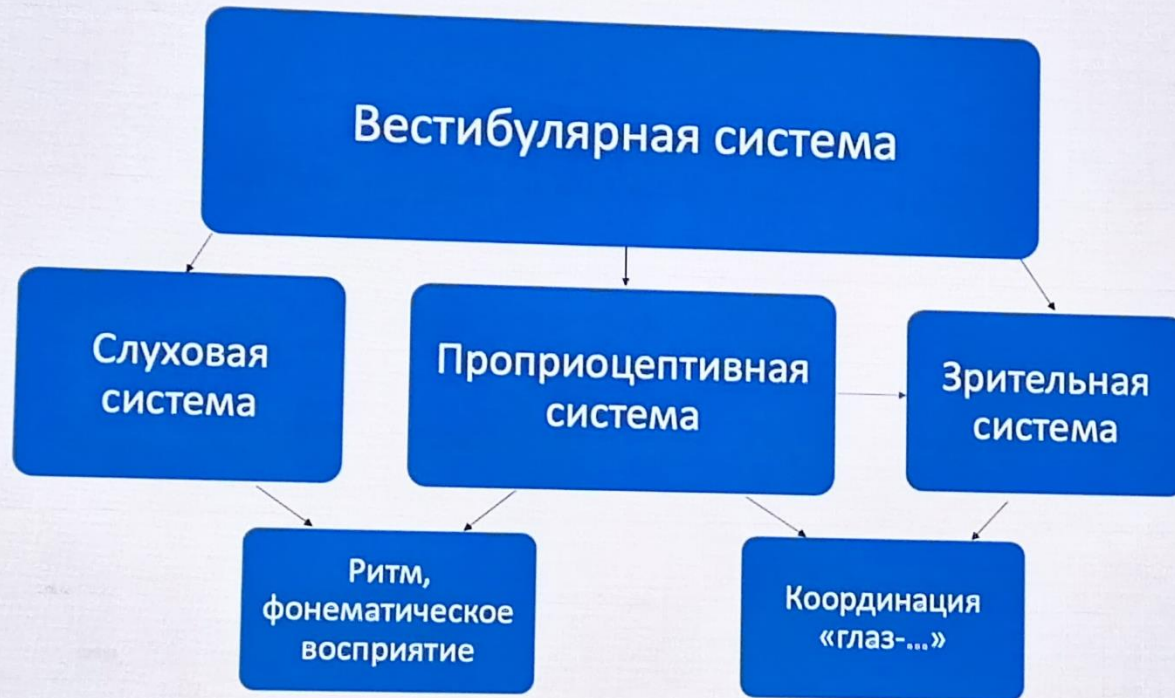 Вестибулярная система
Слуховая
система
Проприоцептивная
система
Зрительная
система
Ритм,
фонематическое
восприятие
Координация
«глаз-...»